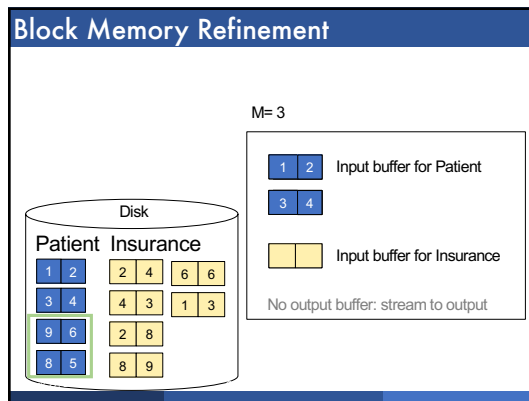 Block Memory Refinement
M= 3
1 2 Input buffer for Patient
3 4
Input buffer for Insurance
No output buffer: stream to output
Disk
Patient Insurance
1 2 2 4 6 6
3 4 4 3 1 3
9 6 2 8
8 5 8 9